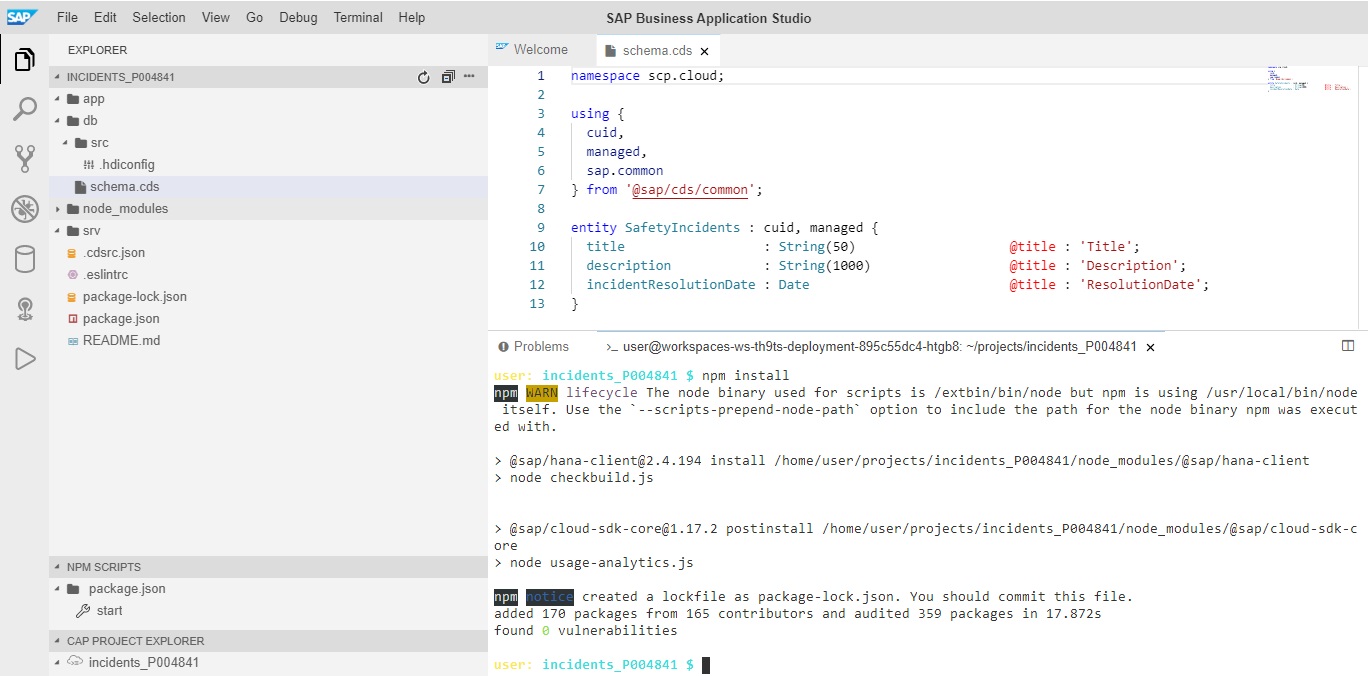 SAP File Edit Selection View Go Debug Terminal Help SAP Business Application Studio
EXPLORER
INCIDENTS_P004841
app
db
src
.hdiconfig
schema.cds
node_modules
srv
.cdsrc.json
.eslintrc
package-lock.json
package.json
README.md
NPM SCRIPTS
package.json
start
CAP PROJECT EXPLORER
incidents_P004841
Welcome schema.cds
1 namespace scp.cloud;
2
3 using {
4 cuid,
5 managed,
6 sap.common
7 } from '@sap/cds/common';
8
9 entity SafetyIncidents : cuid, managed {
10 title : String(50) @title : 'Title';
11 description : String(1000) @title : 'Description';
12 incidentResolutionDate : Date @title : 'ResolutionDate';
13 }
Problems >_ user@workspaces-ws-th9ts-deployment-895c55dc4-htgb8: ~/projects/incidents_P004841
user: incidents_P004841 $ npm install
npm WARN lifecycle The node binary used for scripts is /extbin/bin/node but npm is using /usr/local/bin/node
itself. Use the `--scripts-prepend-node-path` option to include the path for the node binary npm was execut
ed with.
> @sap/hana-client@2.4.194 install /home/user/projects/incidents_P004841/node_modules/@sap/hana-client
> node checkbuild.js
> @sap/cloud-sdk-core@1.17.2 postinstall /home/user/projects/incidents_P004841/node_modules/@sap/cloud-sdk-c
ore
> node usage-analytics.js
npm notice created a lockfile as package-lock.json. You should commit this file.
added 170 packages from 165 contributors and audited 359 packages in 17.872s
found 0 vulnerabilities
user: incidents_P004841 $